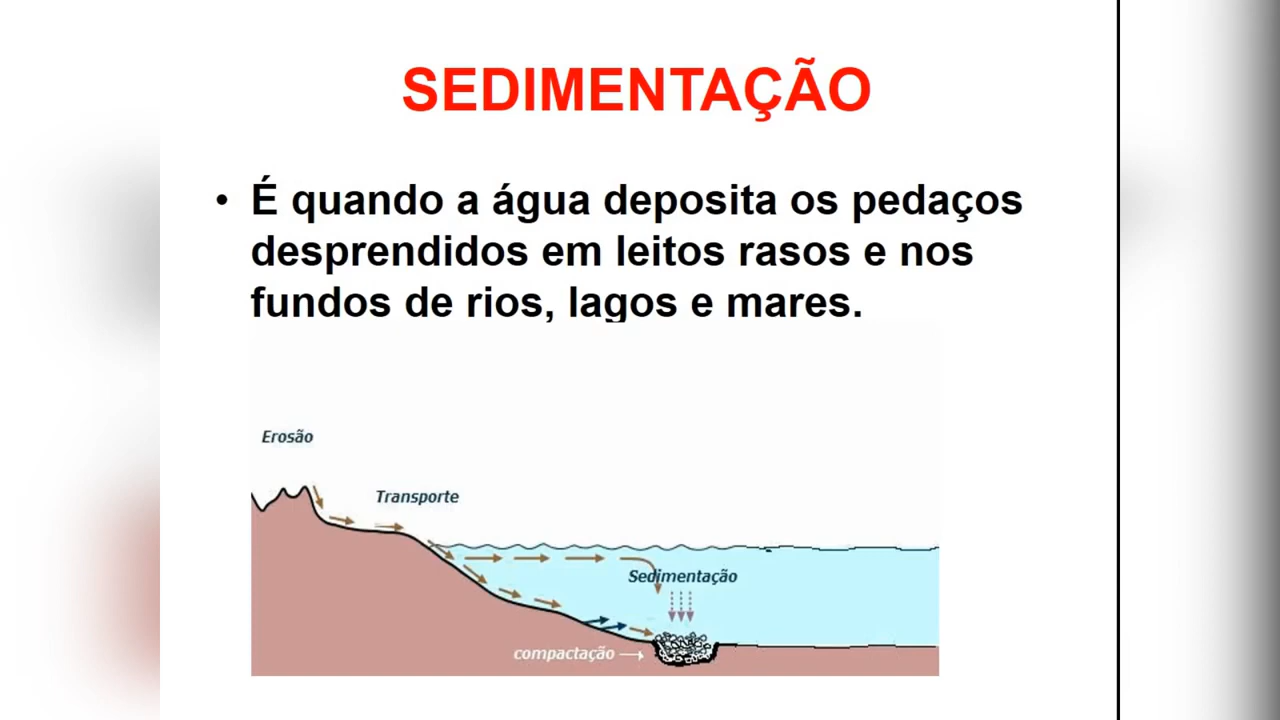 SEDIMENTAÇÃO
• É quando a água deposita os pedaços
desprendidos em leitos rasos e nos
fundos de rios, lagos e mares.
Erosão
Transporte
Sedimentação
compactação